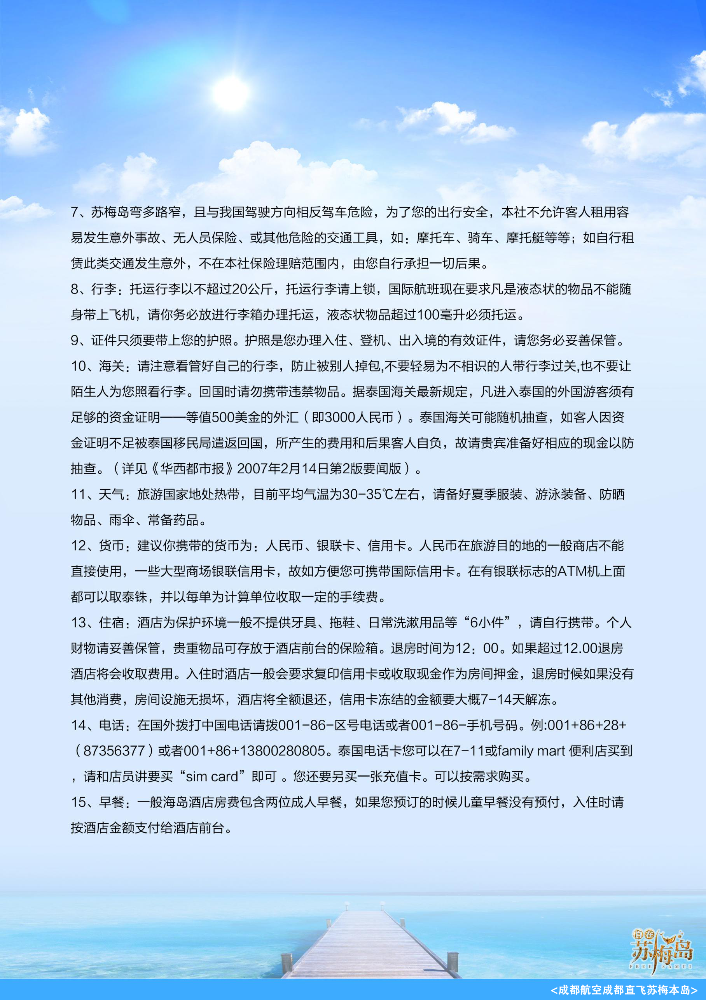 7、苏梅岛弯多路窄，且与我国驾驶方向相反驾车危险，为了您的出行安全，本社不允许客人租用容
易发生意外事故、无人员保险、或其他危险的交通工具，如：摩托车、骑车、摩托艇等等；如自行租
赁此类交通发生意外，不在本社保险理赔范围内，由您自行承担一切后果。
8、行李：托运行李以不超过20公斤，托运行李请上锁，国际航班现在要求凡是液态状的物品不能随
身带上飞机，请你务必放进行李箱办理托运，液态状物品超过100毫升必须托运。
9、证件只须要带上您的护照。护照是您办理入住、登机、出入境的有效证件，请您务必妥善保管。
10、海关：请注意看管好自己的行李，防止被别人掉包,不要轻易为不相识的人带行李过关,也不要让
陌生人为您照看行李。回国时请勿携带违禁物品。据泰国海关最新规定，凡进入泰国的外国游客须有
足够的资金证明——等值500美金的外汇（即3000人民币）。泰国海关可能随机抽查，如客人因资
金证明不足被泰国移民局遣返回国，所产生的费用和后果客人自负，故请贵宾准备好相应的现金以防
抽查。（详见《华西都市报》2007年2月14日第2版要闻版）。
11、天气：旅游国家地处热带，目前平均气温为30-35℃左右，请备好夏季服装、游泳装备、防晒
物品、雨伞、常备药品。
12、货币：建议你携带的货币为：人民币、银联卡、信用卡。人民币在旅游目的地的一般商店不能
直接使用，一些大型商场银联信用卡，故如方便您可携带国际信用卡。在有银联标志的ATM机上面
都可以取泰铢，并以每单为计算单位收取一定的手续费。
13、住宿：酒店为保护环境一般不提供牙具、拖鞋、日常洗漱用品等“6小件”，请自行携带。个人
财物请妥善保管，贵重物品可存放于酒店前台的保险箱。退房时间为12：00。如果超过12.00退房
酒店将会收取费用。入住时酒店一般会要求复印信用卡或收取现金作为房间押金，退房时候如果没有
其他消费，房间设施无损坏，酒店将全额退还，信用卡冻结的金额要大概7-14天解冻。
14、电话：在国外拨打中国电话请拨001-86-区号电话或者001-86-手机号码。例:001+86+28+
（87356377）或者001+86+13800280805。泰国电话卡您可以在7-11或family mart 便利店买到
，请和店员讲要买“sim card”即可 。您还要另买一张充值卡。可以按需求购买。
15、早餐：一般海岛酒店房费包含两位成人早餐，如果您预订的时候儿童早餐没有预付，入住时请
按酒店金额支付给酒店前台。
自在
苏梅岛
FREE SAMUI
<成都航空成都直飞苏梅本岛>